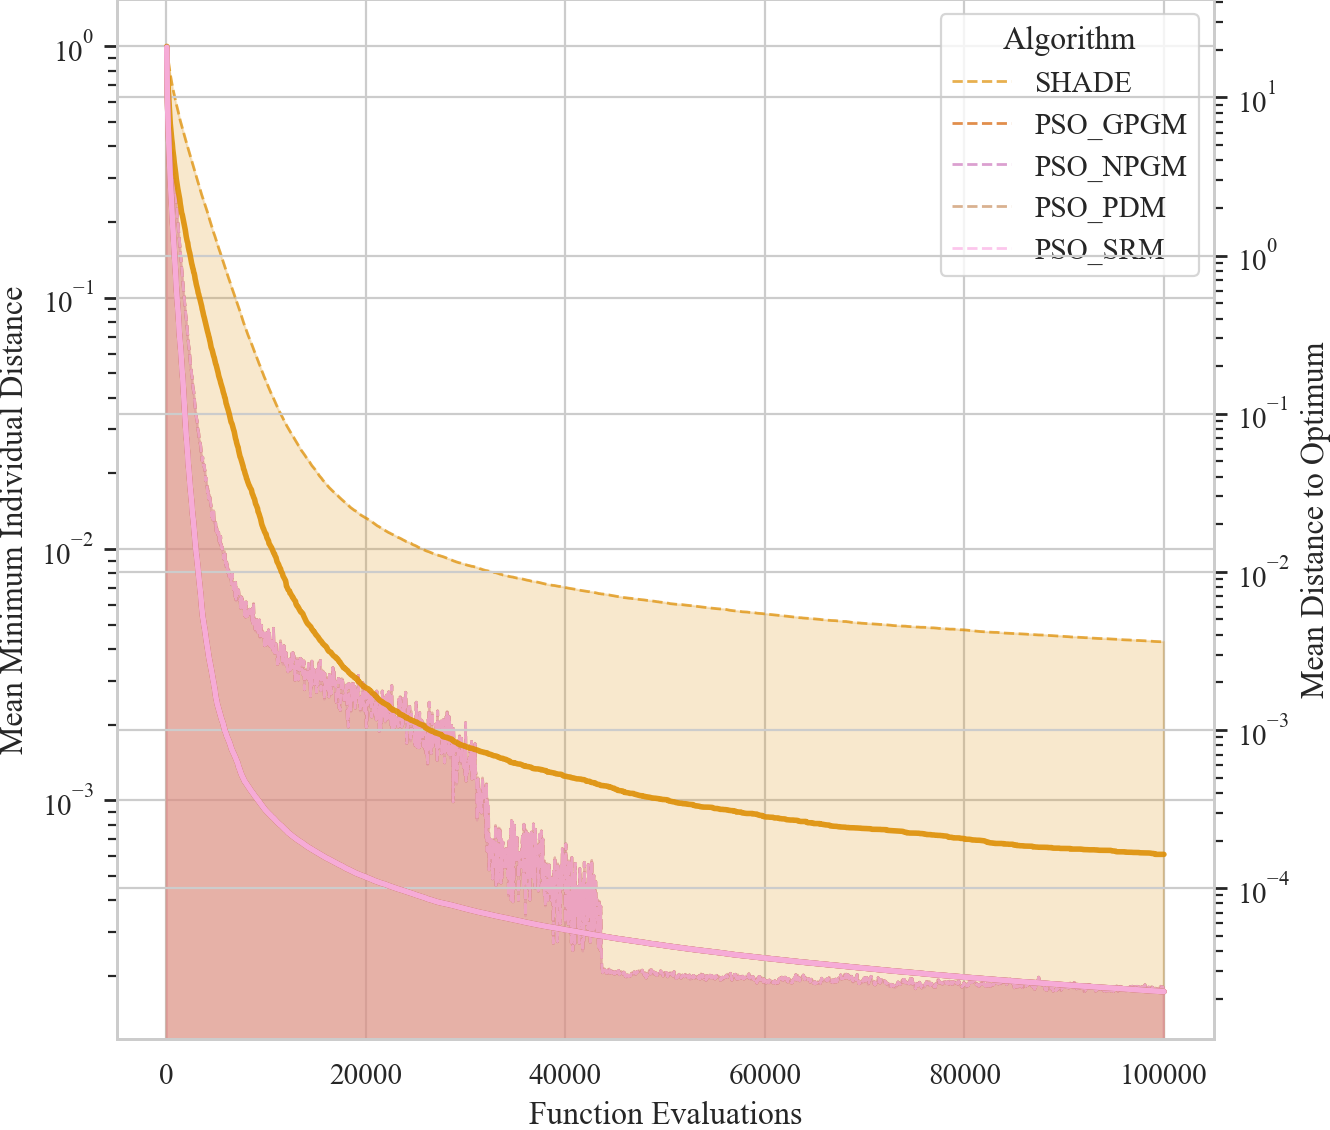 Algorithm
SHADE
PSO_GPGM
PSO_NPGM
PSO_PDM
PSO_SRM
10^0
10^−1
10^−2
10^−3
Mean Minimum Individual Distance
10^1
10^0
10^−1
10^−2
10^−3
10^−4
Mean Distance to Optimum
0 20000 40000 60000 80000 100000
Function Evaluations